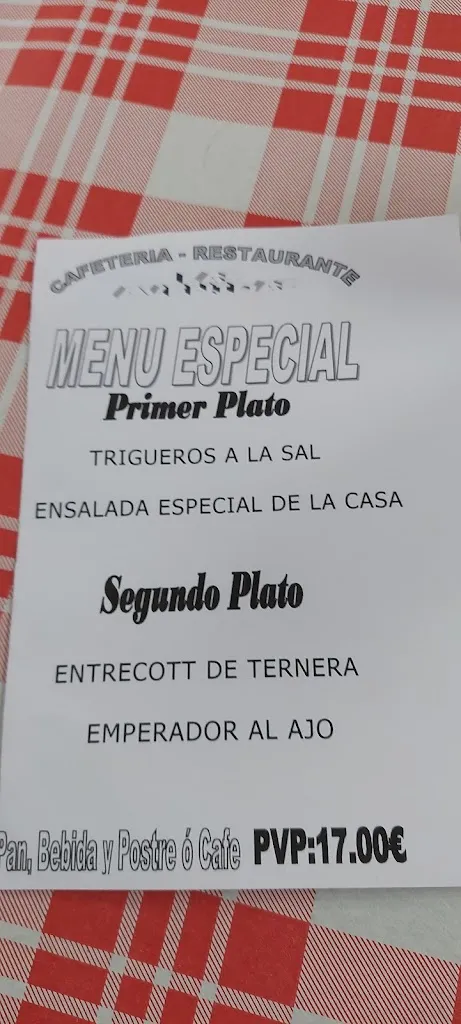 CAFETERIA - RESTAURANTE
MENU ESPECIAL
Primer Plato
TRIGUEROS A LA SAL
ENSALADA ESPECIAL DE LA CASA
Segundo Plato
ENTRECOTT DE TERNERA
EMPERADOR AL AJO
Pan, Bebida y Postre ó Cafe PVP:17.00€